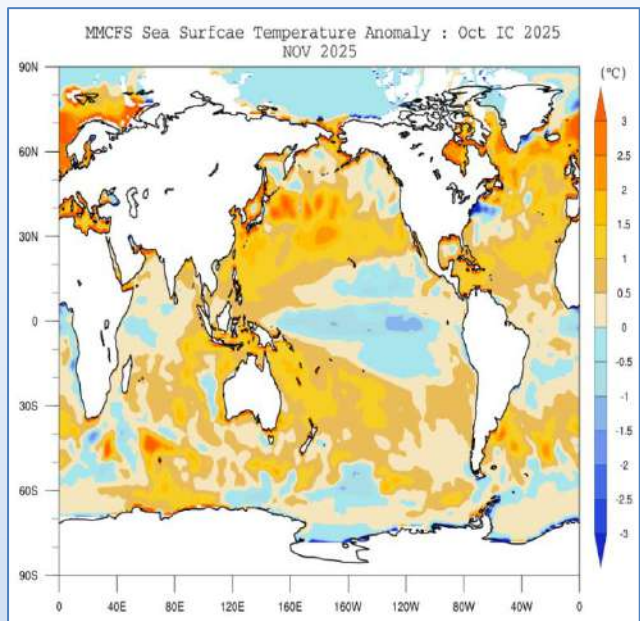 MMCFS Sea Surfcae Temperature Anomaly : Oct IC 2025
NOV 2025
(°C)
90N
60N
30N
0
30S
60S
90S
3
2.5
2
1.5
1
0.5
0
-0.5
-1
-1.5
-2
-2.5
-3
0 40E 80E 120E 160E 160W 120W 80W 40W 0